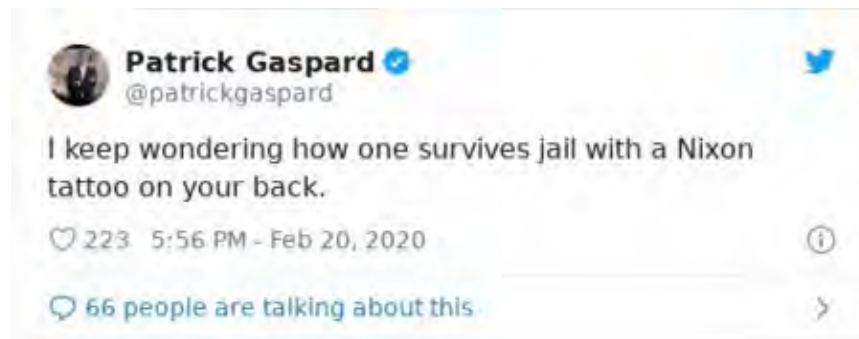 Patrick Gaspard
@patrickgaspard
I keep wondering how one survives jail with a Nixon
tattoo on your back.
223 5:56 PM - Feb 20, 2020
66 people are talking about this